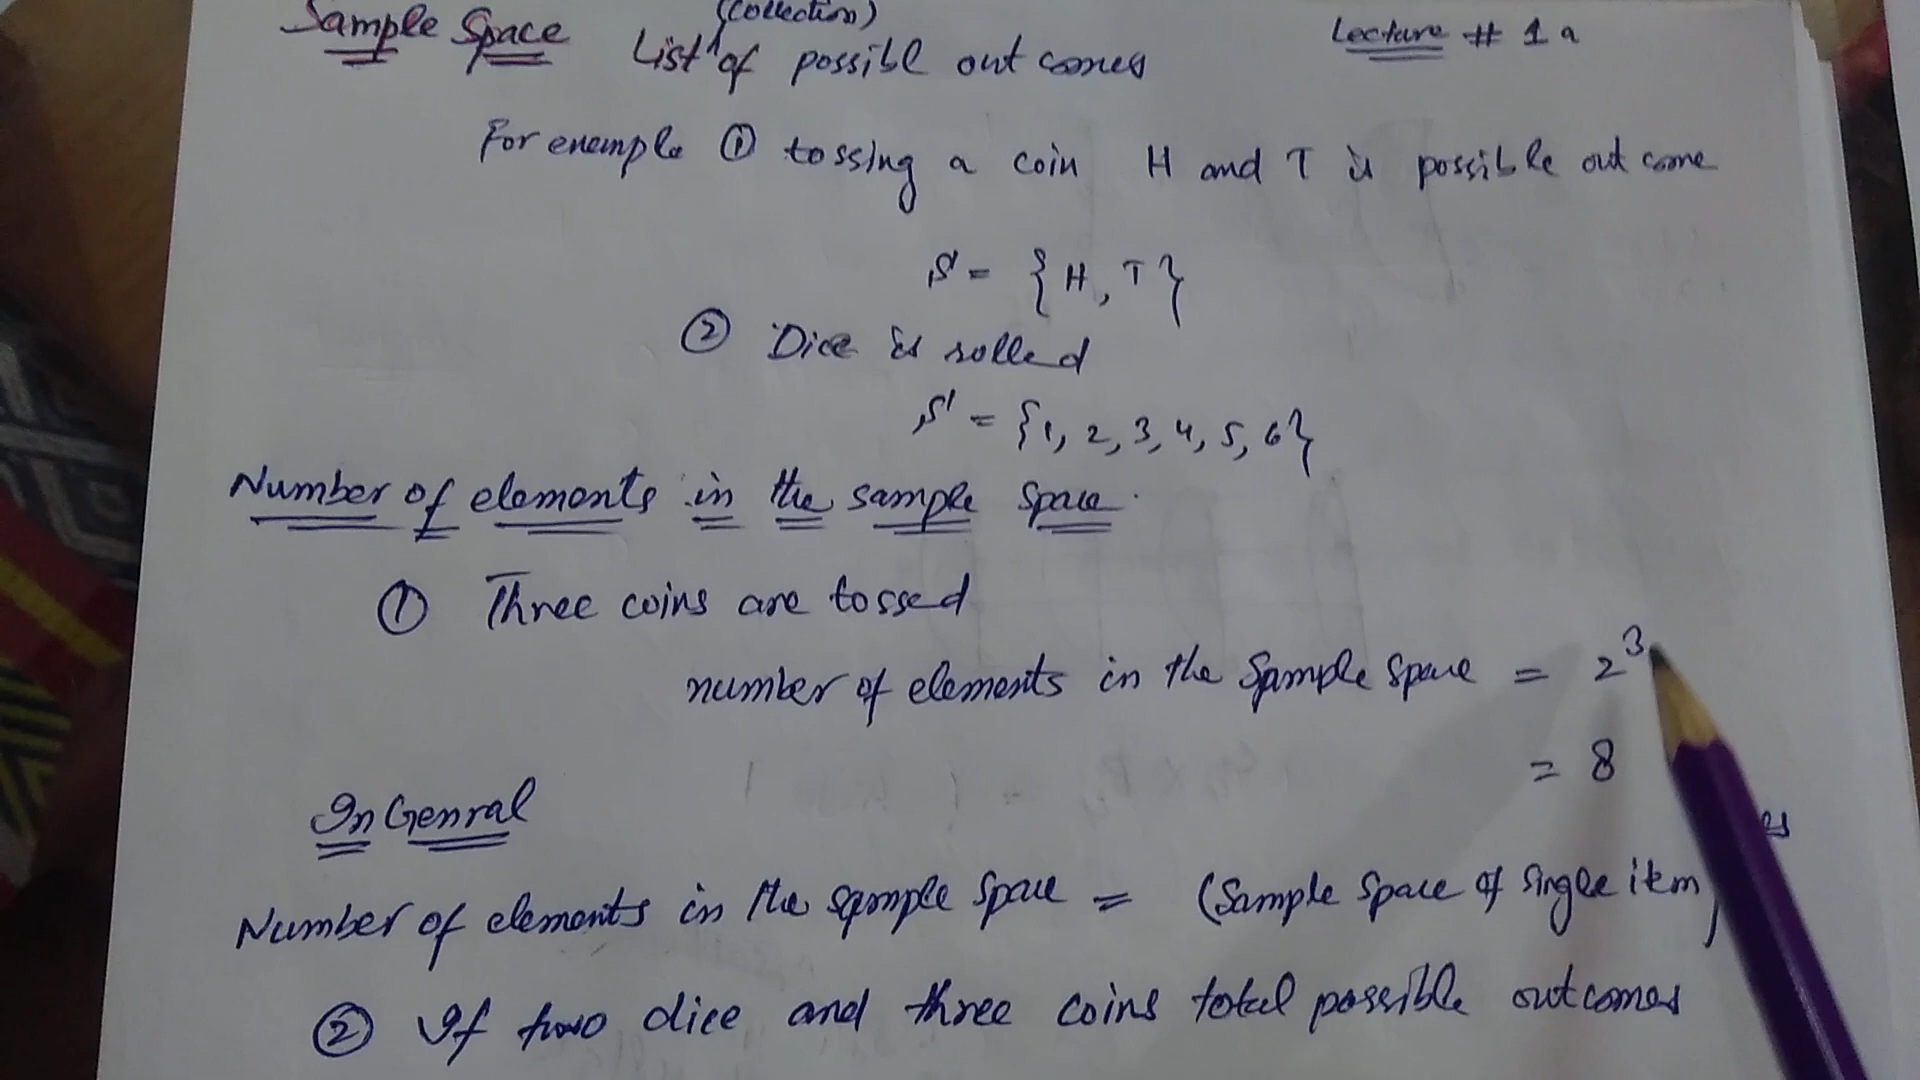 (Collection)
Sample Space List^of possibl out comes Lecture # 1 a
For exemple ① tossing a coin H and T is possible out come
S = {H, T}
② Dice is rolled
S = {1, 2, 3, 4, 5, 6}
Number of elements in the sample space.
① Three coins are tossed
number of elements in the Sample Space = 2³
= 8
In Genral
Number of elements in the sample space = (Sample Space of Single item)
② If two dice and three coins total possible outcomes